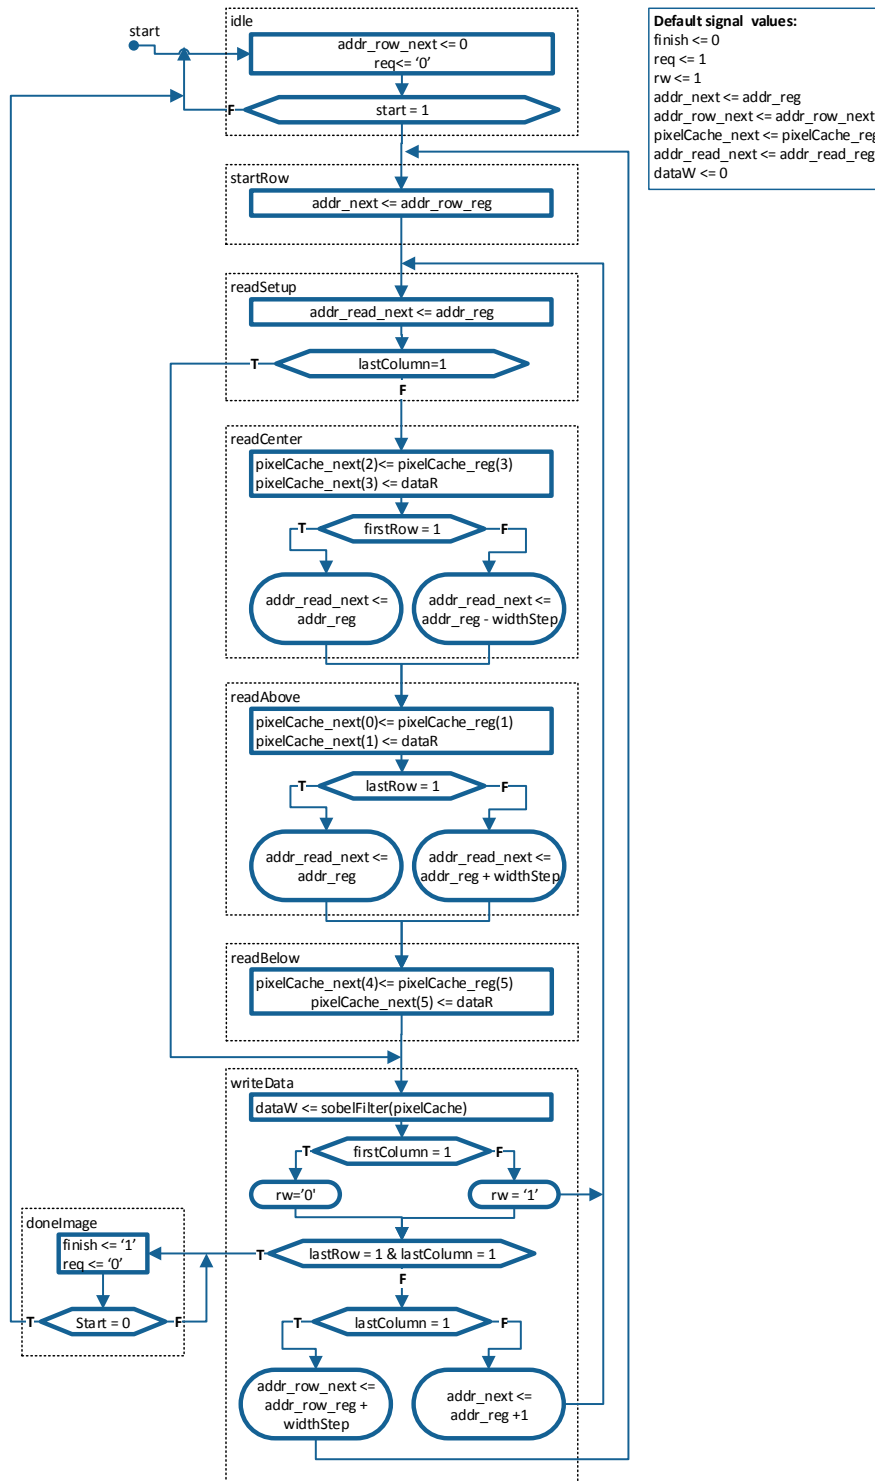 start
idle
addr_row_next <= 0
req<= ‘0’
F
start = 1
Default signal values:
finish <= 0
req <= 1
rw <= 1
addr_next <= addr_reg
addr_row_next <= addr_row_next
pixelCache_next <= pixelCache_reg
addr_read_next <= addr_reg_reg
dataW <= 0
startRow
addr_next <= addr_row_reg
readSetup
addr_read_next <= addr_reg
T
lastColumn=1
F
readCenter
pixelCache_next(2)<= pixelCache_reg(3)
pixelCache_next(3) <= dataR
T
firstRow = 1
F
addr_read_next <=
addr_reg
addr_read_next <=
addr_reg - widthStep
readAbove
pixelCache_next(0)<= pixelCache_reg(1)
pixelCache_next(1) <= dataR
T
lastRow = 1
F
addr_read_next <=
addr_reg
addr_read_next <=
addr_reg + widthStep
readBelow
pixelCache_next(4)<= pixelCache_reg(5)
pixelCache_next(5) <= dataR
writeData
dataW <= sobelFilter(pixelCache)
T
firstColumn = 1
F
rw='0'
rw = ‘1’
doneImage
finish <= ‘1’
req <= ‘0’
T
Start = 0
F
T
lastRow = 1 & lastColumn = 1
F
T
lastColumn = 1
F
addr_row_next <=
addr_row_reg +
widthStep
addr_next <=
addr_reg +1